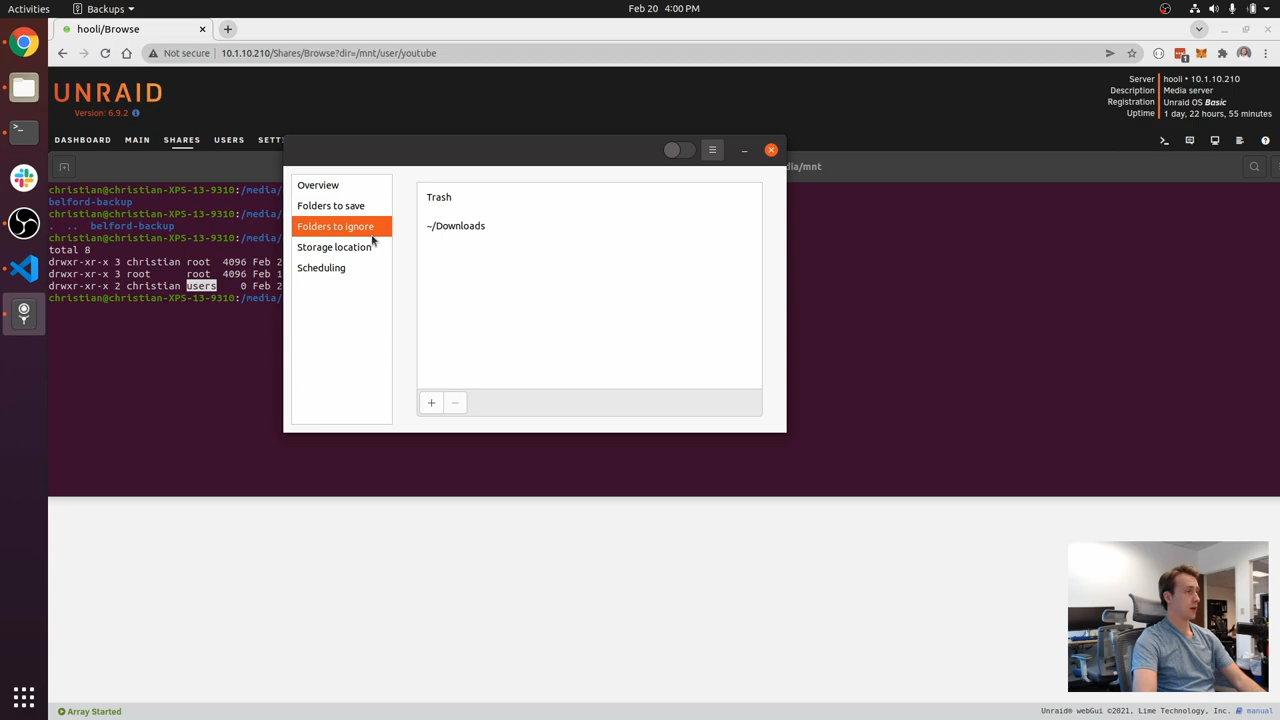 Activities
Backups
Feb 20 4:00 PM
hooli/Browse
Not secure
10.1.10.210/Shares/Browse?dir=/mnt/user/youtube
1
UNRAID
Version: 6.9.2
Server
hooli • 10.1.10.210
Description
Media server
Registration
Unraid OS Basic
Uptime
1 day, 22 hours, 55 minutes
DASHBOARD
MAIN
SHARES
USERS
SETT
dia/mnt
christian@christian-XPS-13-9310:/media/
belford-backup
. .. belford-backup
christian@christian-XPS-13-9310:/media/
total 8
drwxr-xr-x 3 christian root 4096 Feb 2
drwxr-xr-x 3 root root 4096 Feb 1
drwxr-xr-x 2 christian users 0 Feb 2
christian@christian-XPS-13-9310:/media/
Overview
Folders to save
Folders to ignore
Storage location
Scheduling
Trash
~/Downloads
Array Started
Unraid® webGui ©2021, Lime Technology, Inc.
manual